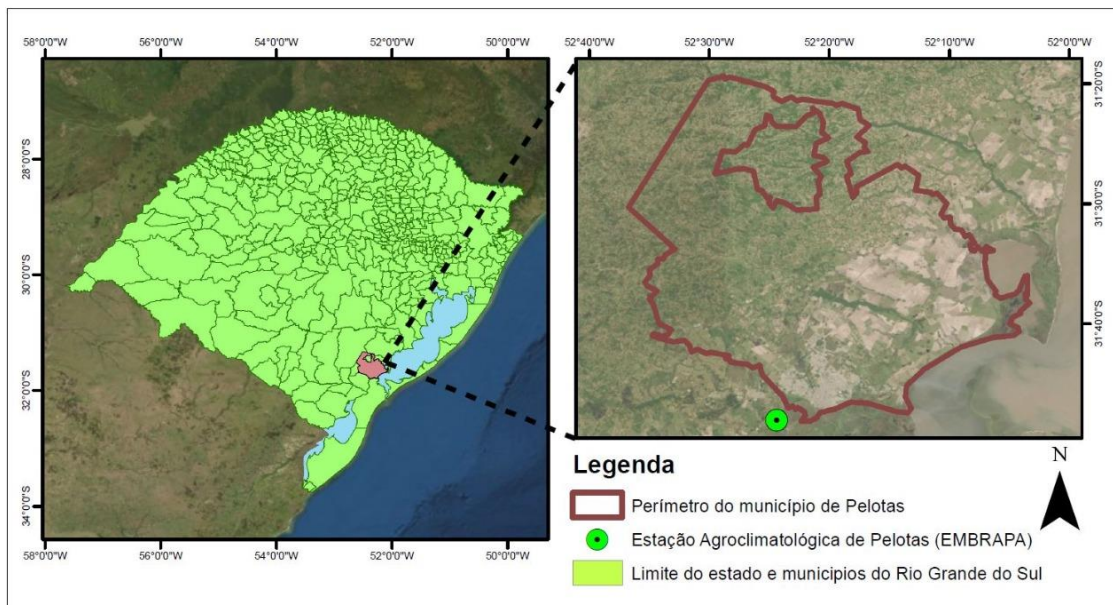 58°0'0"W 56°0'0"W 54°0'0"W 52°0'0"W 50°0'0"W
28°0'0"S
30°0'0"S
32°0'0"S
34°0'0"S
58°0'0"W 56°0'0"W 54°0'0"W 52°0'0"W 50°0'0"W
52°40'0"W 52°30'0"W 52°20'0"W 52°10'0"W 52°0'0"W
31°20'0"S
31°30'0"S
31°40'0"S
Legenda
N
Perímetro do município de Pelotas
Estação Agroclimatológica de Pelotas (EMBRAPA)
Limite do estado e municipios do Rio Grande do Sul